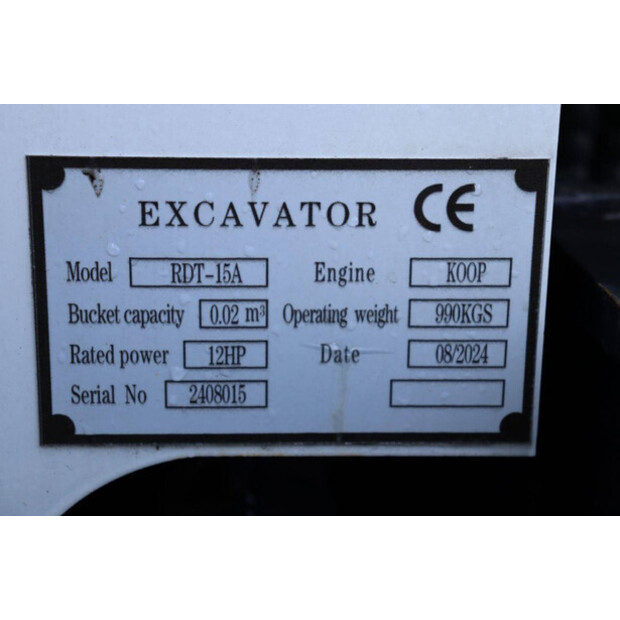 EXCAVATOR CE
Model RDT-15A Engine KOOP
Bucket capacity 0.02 m³ Operating weight 990KGS
Rated power 12HP Date 08/2024
Serial No 2408015